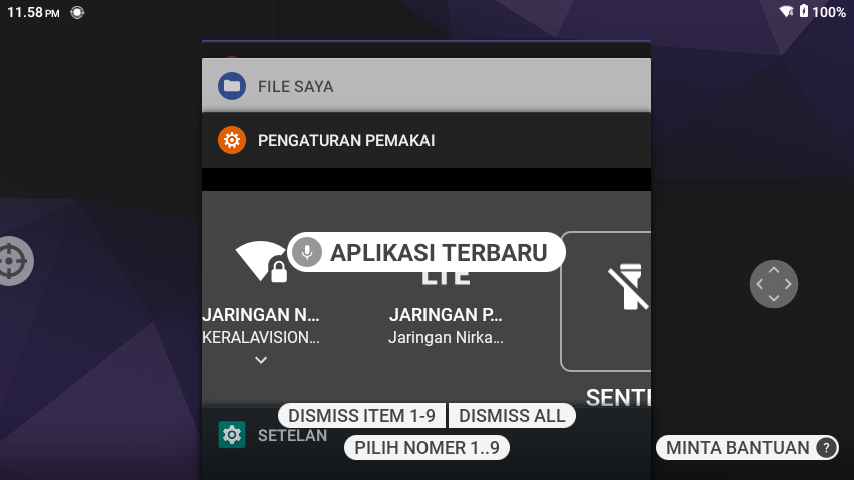 11.58 PM
100%
FILE SAYA
PENGATURAN PEMAKAI
APLIKASI TERBARU
LTE
JARINGAN N...
JARINGAN P...
KERALAVISION...
Jaringan Nirka...
SENTE
DISMISS ITEM 1-9
DISMISS ALL
SETELAN
PILIH NOMER 1..9
MINTA BANTUAN ?